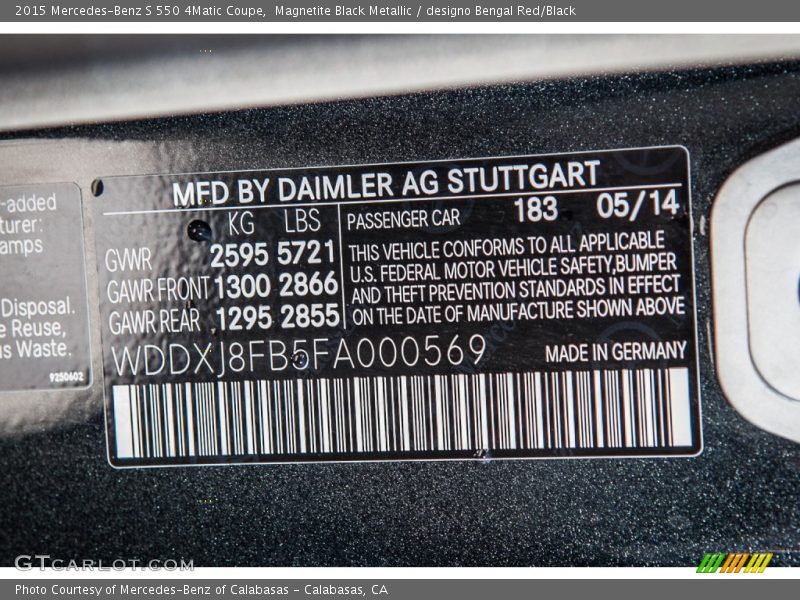 2015 Mercedes-Benz S 550 4Matic Coupe, Magnetite Black Metallic / designo Bengal Red/Black
MFD BY DAIMLER AG STUTTGART
KG LBS
GVWR 2595 5721
GAWR FRONT 1300 2866
GAWR REAR 1295 2855
PASSENGER CAR 183 05/14
THIS VEHICLE CONFORMS TO ALL APPLICABLE
U.S. FEDERAL MOTOR VEHICLE SAFETY,BUMPER
AND THEFT PREVENTION STANDARDS IN EFFECT
ON THE DATE OF MANUFACTURE SHOWN ABOVE
WDDXJ8FB5FA000569
MADE IN GERMANY
-added
turer:
amps
Disposal.
e Reuse,
us Waste.
9250602
GTCARLOT.COM
Photo Courtesy of Mercedes-Benz of Calabasas - Calabasas, CA